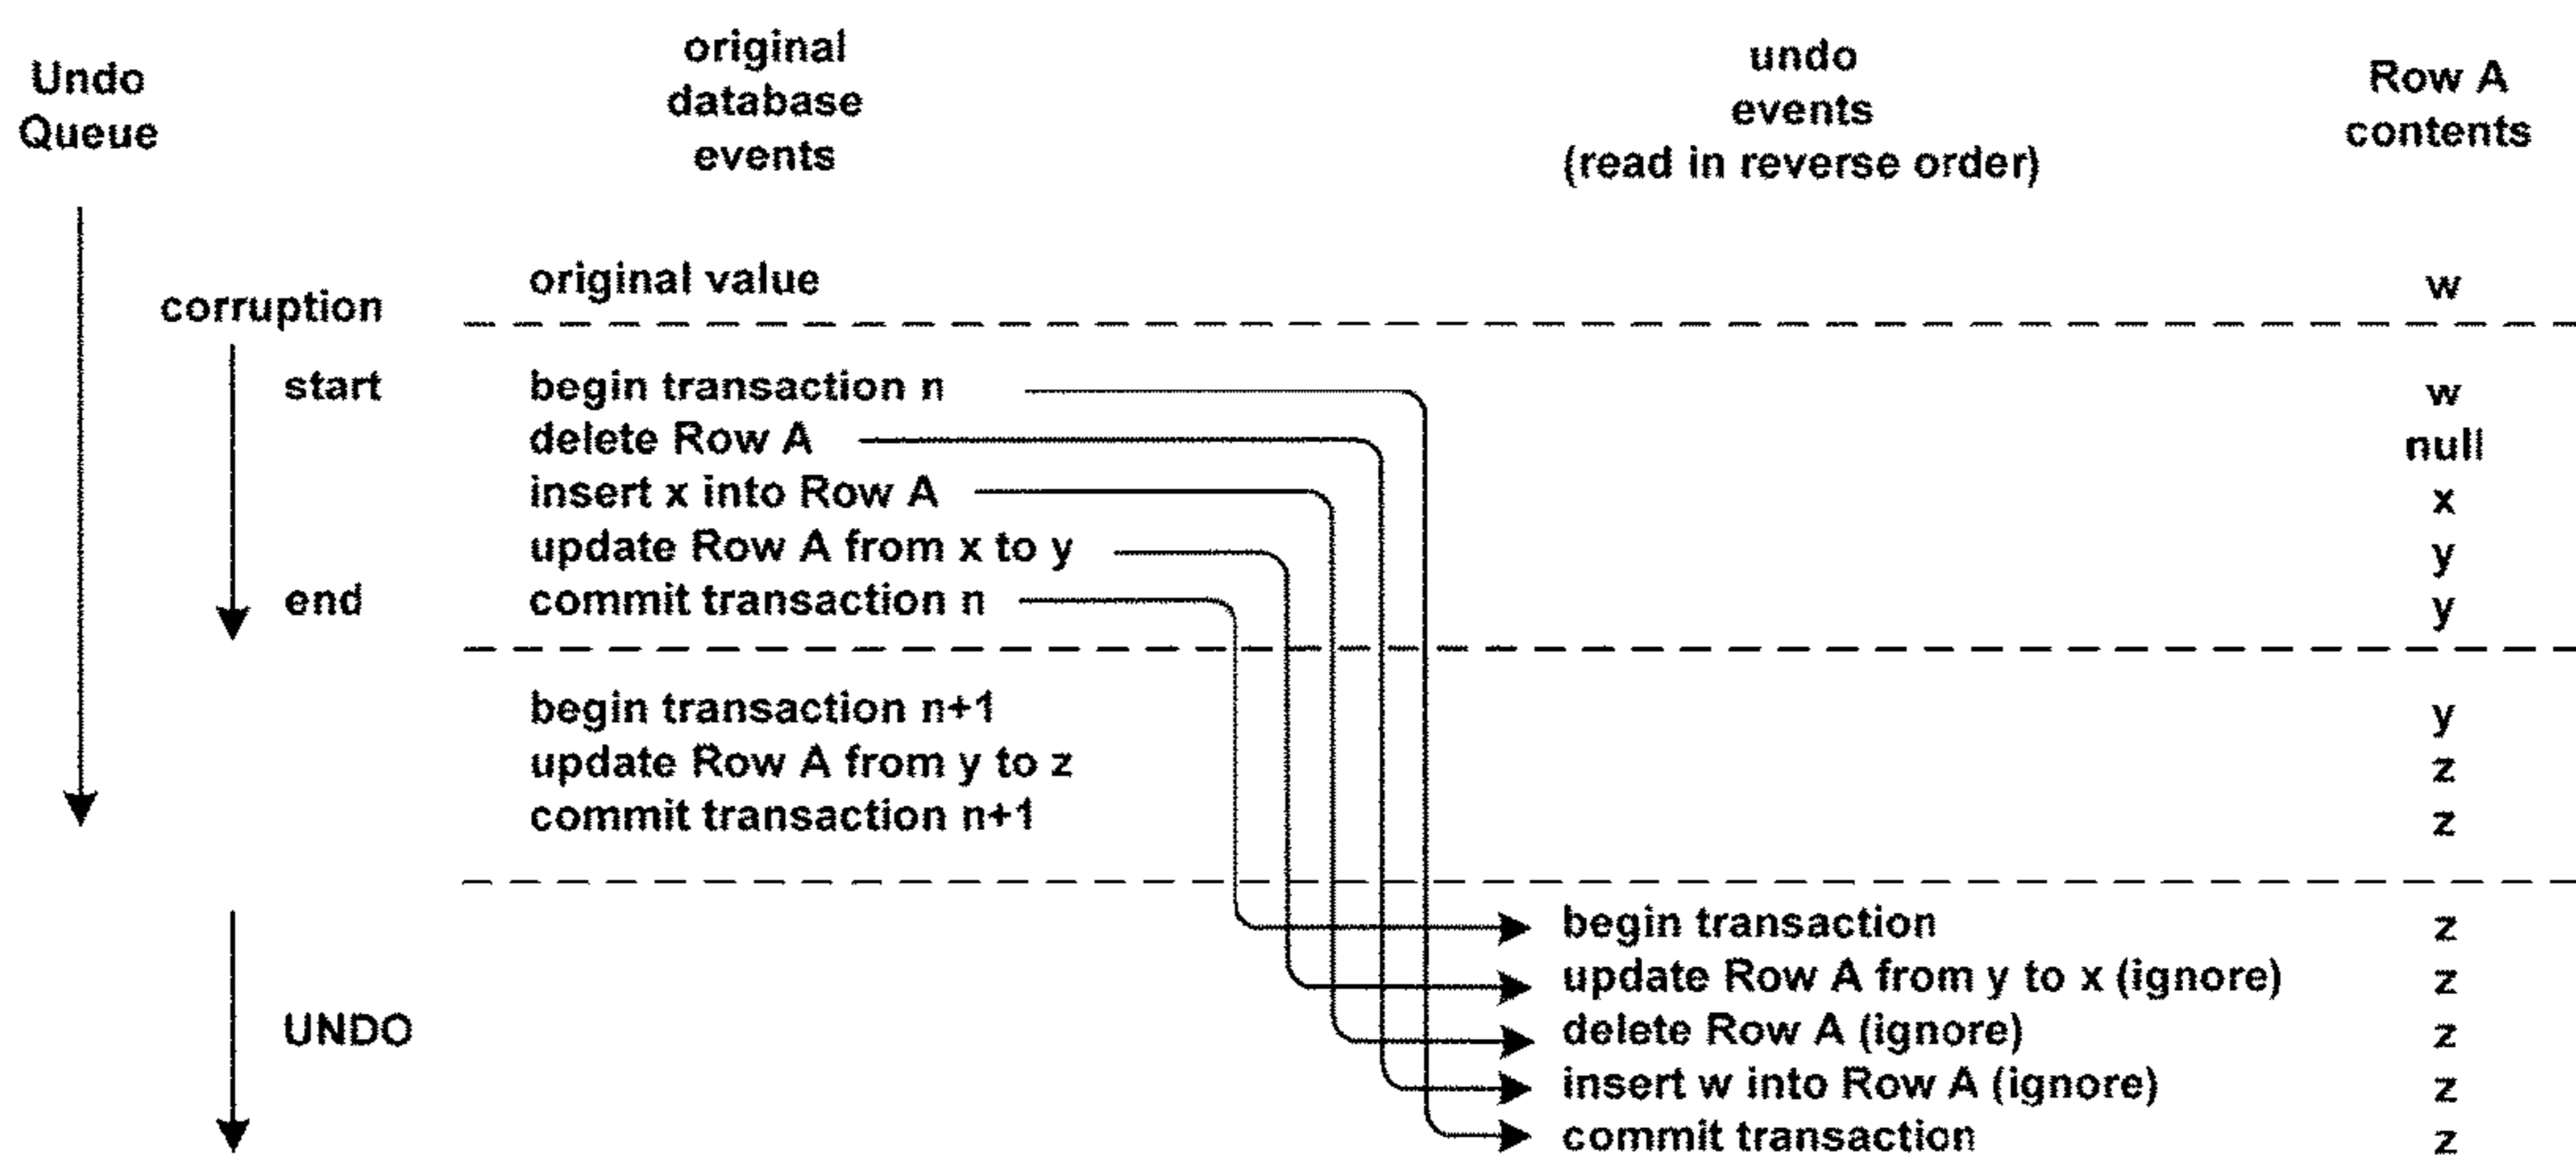 Undo
Queue
original
database
events
undo
events
(read in reverse order)
Row A
contents
original value
w
corruption
start
begin transaction n
w
delete Row A
null
insert x into Row A
x
update Row A from x to y
y
end
commit transaction n
y
begin transaction n+1
y
update Row A from y to z
z
commit transaction n+1
z
begin transaction
z
update Row A from y to x (ignore)
z
UNDO
delete Row A (ignore)
z
insert w into Row A (ignore)
z
commit transaction
z